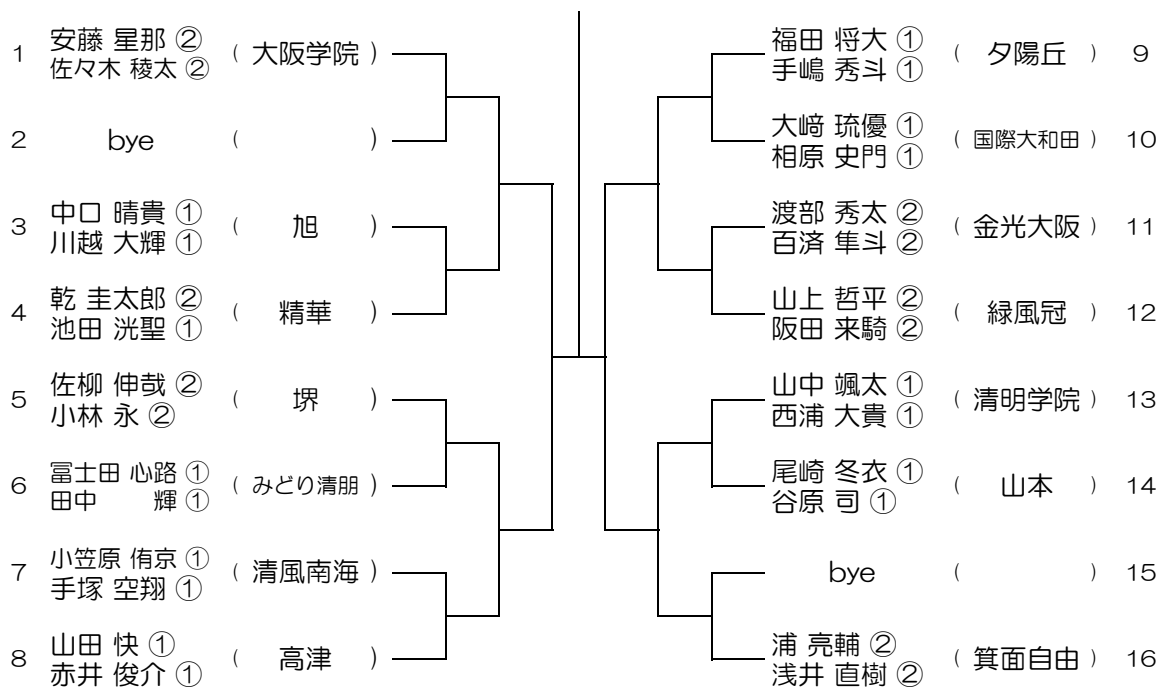 1 安藤 星那 ② ( 大阪学院 )
佐々木 稜太 ②
2 bye ( )
3 中口 晴貴 ① ( 旭 )
川越 大輝 ①
4 乾 圭太郎 ② ( 精華 )
池田 洸聖 ①
5 佐柳 伸哉 ② ( 堺 )
小林 永 ②
6 冨士田 心路 ① ( みどり清朋 )
田中 輝 ①
7 小笠原 侑京 ① ( 清風南海 )
手塚 空翔 ①
8 山田 快 ① ( 高津 )
赤井 俊介 ①
福田 将大 ① ( 夕陽丘 ) 9
手嶋 秀斗 ①
大﨑 琉優 ① ( 国際大和田 ) 10
相原 史門 ①
渡部 秀太 ② ( 金光大阪 ) 11
百済 隼斗 ②
山上 哲平 ② ( 緑風冠 ) 12
阪田 来騎 ②
山中 颯太 ① ( 清明学院 ) 13
西浦 大貴 ①
尾崎 冬衣 ① ( 山本 ) 14
谷原 司 ①
bye ( ) 15
浦 亮輔 ② ( 箕面自由 ) 16
浅井 直樹 ②